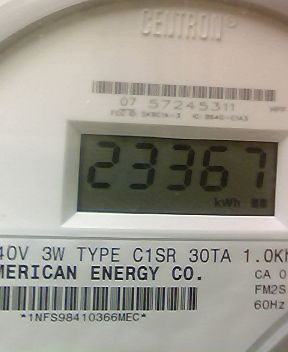 CENTRON®
07 57245311
23367
kWh
40V 3W TYPE C1SR 30TA 1.0Kh
MERICAN ENERGY CO.
CA 0
FM2S
60Hz
*1NFS98410366MEC*